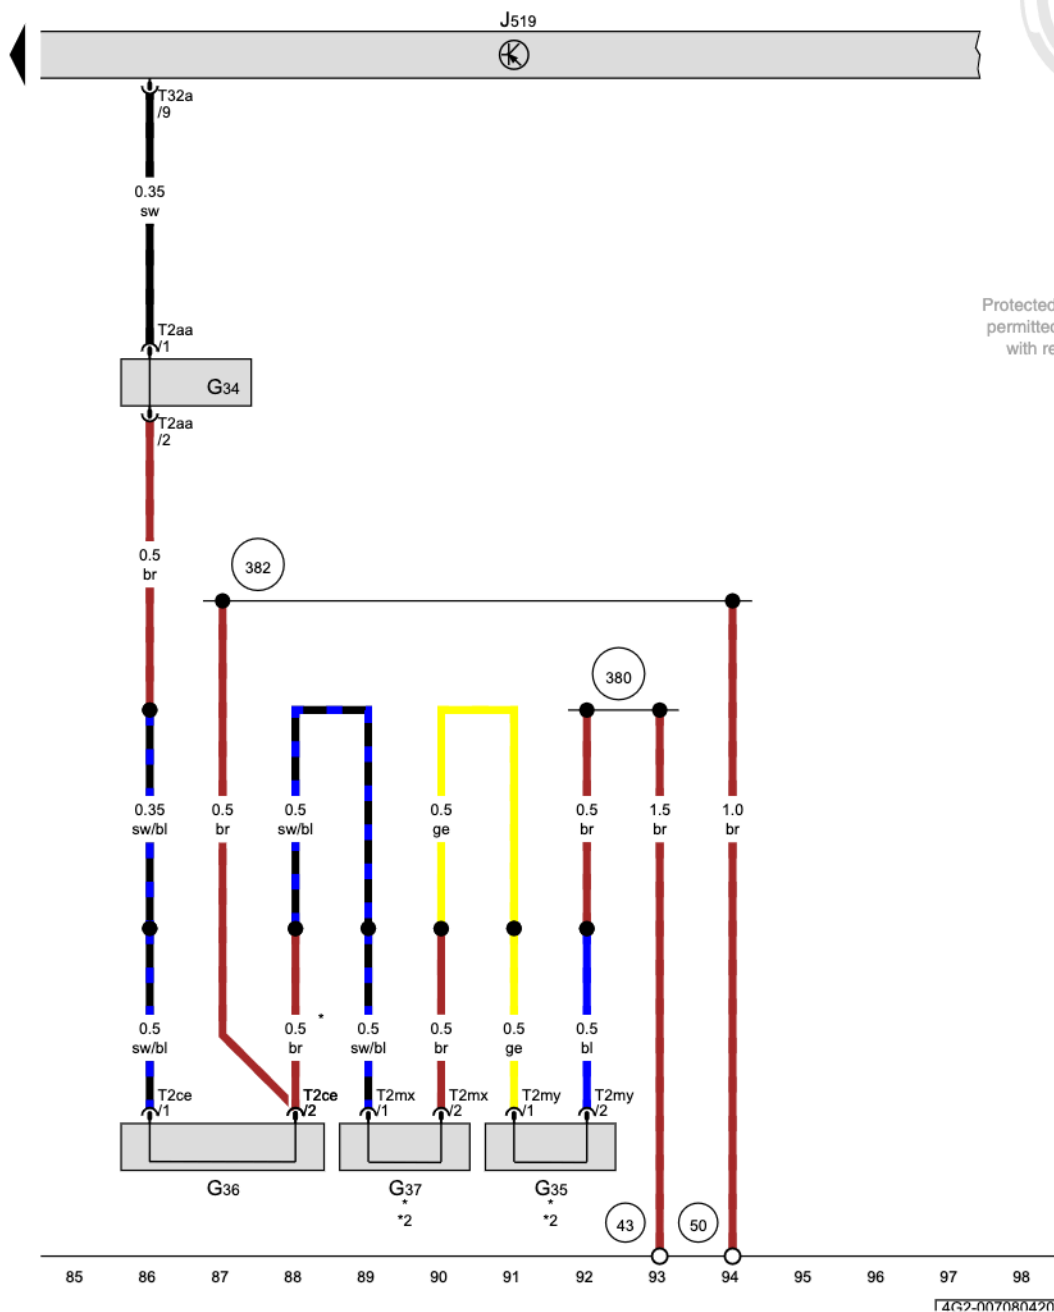 J519
T32a
/9
0.35
sw
Protected
permitted
with re
T2aa
/1
G34
T2aa
/2
0.5
br
382
380
0.35 0.5 0.5 0.5 0.5 1.5 1.0
sw/bl br sw/bl ge br br br
*
0.5 0.5 0.5 0.5 0.5 0.5
sw/bl br sw/bl br ge bl
T2ce T2ce T2mx T2mx T2my T2my
/1 /2 /1 /2 /1 /2
G36 G37 G35
* *
*2 *2
43 50
85 86 87 88 89 90 91 92 93 94 95 96 97 98
4G2-007080420